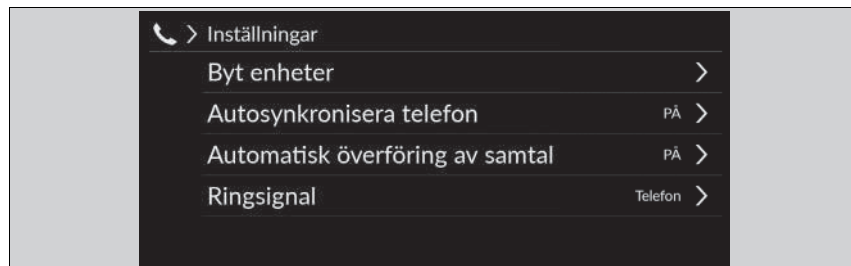 Inställningar
Byt enheter
Autosynkronisera telefon PÅ
Automatisk överföring av samtal PÅ
Ringsignal Telefon